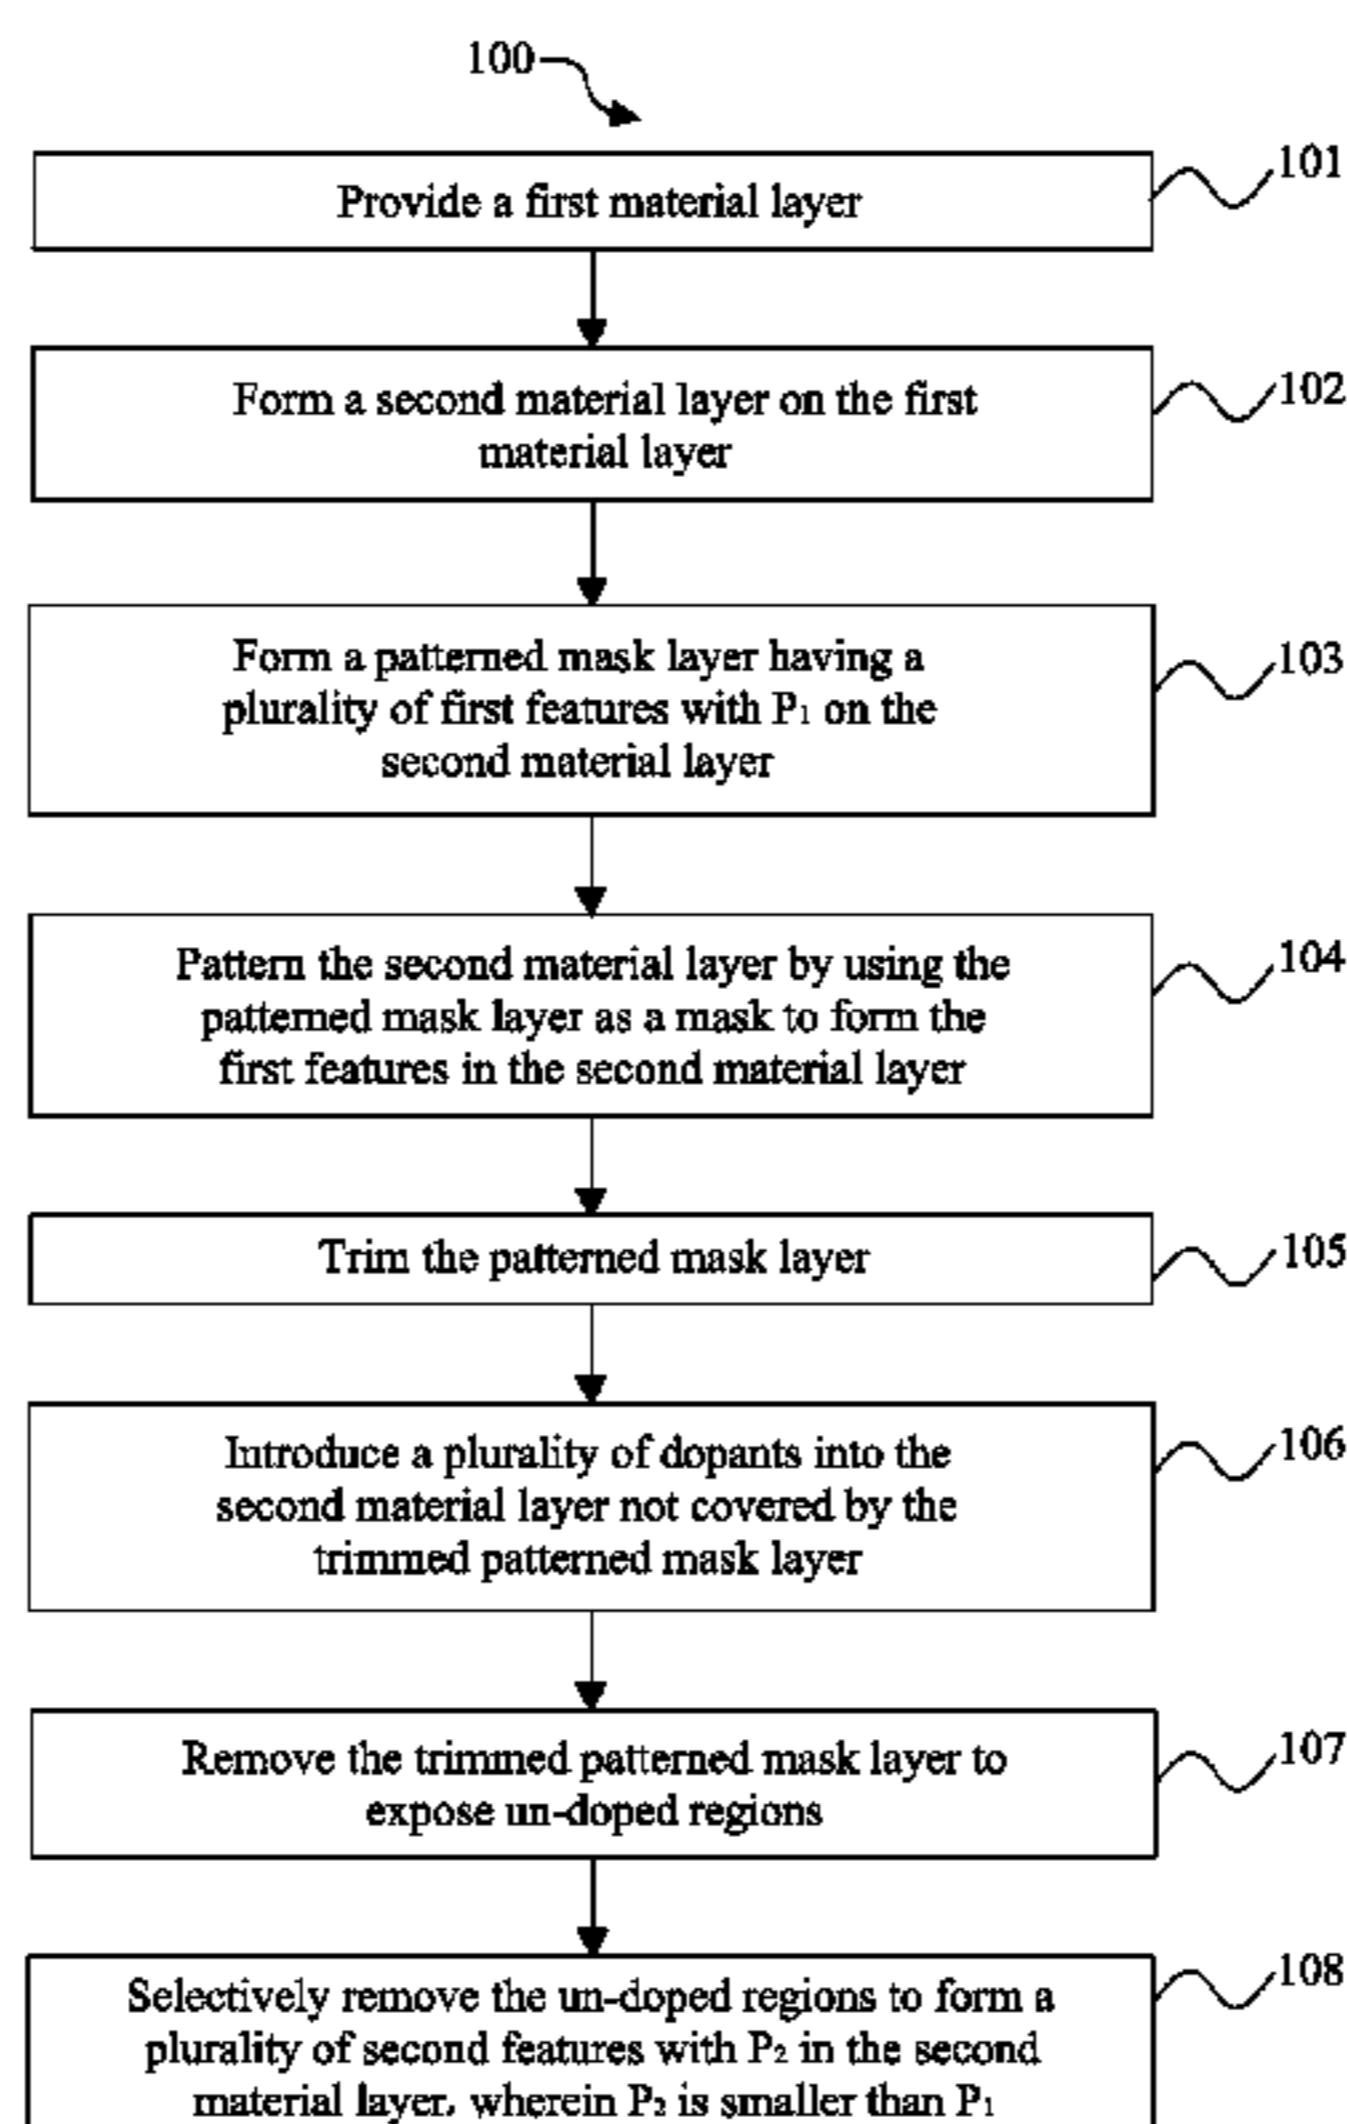 100
Provide a first material layer
101
Form a second material layer on the first
material layer
102
Form a patterned mask layer having a
plurality of first features with P₁ on the
second material layer
103
Pattern the second material layer by using the
patterned mask layer as a mask to form the
first features in the second material layer
104
Trim the patterned mask layer
105
Introduce a plurality of dopants into the
second material layer not covered by the
trimmed patterned mask layer
106
Remove the trimmed patterned mask layer to
expose un-doped regions
107
Selectively remove the un-doped regions to form a
plurality of second features with P₂ in the second
material layer, wherein P₂ is smaller than P₁
108